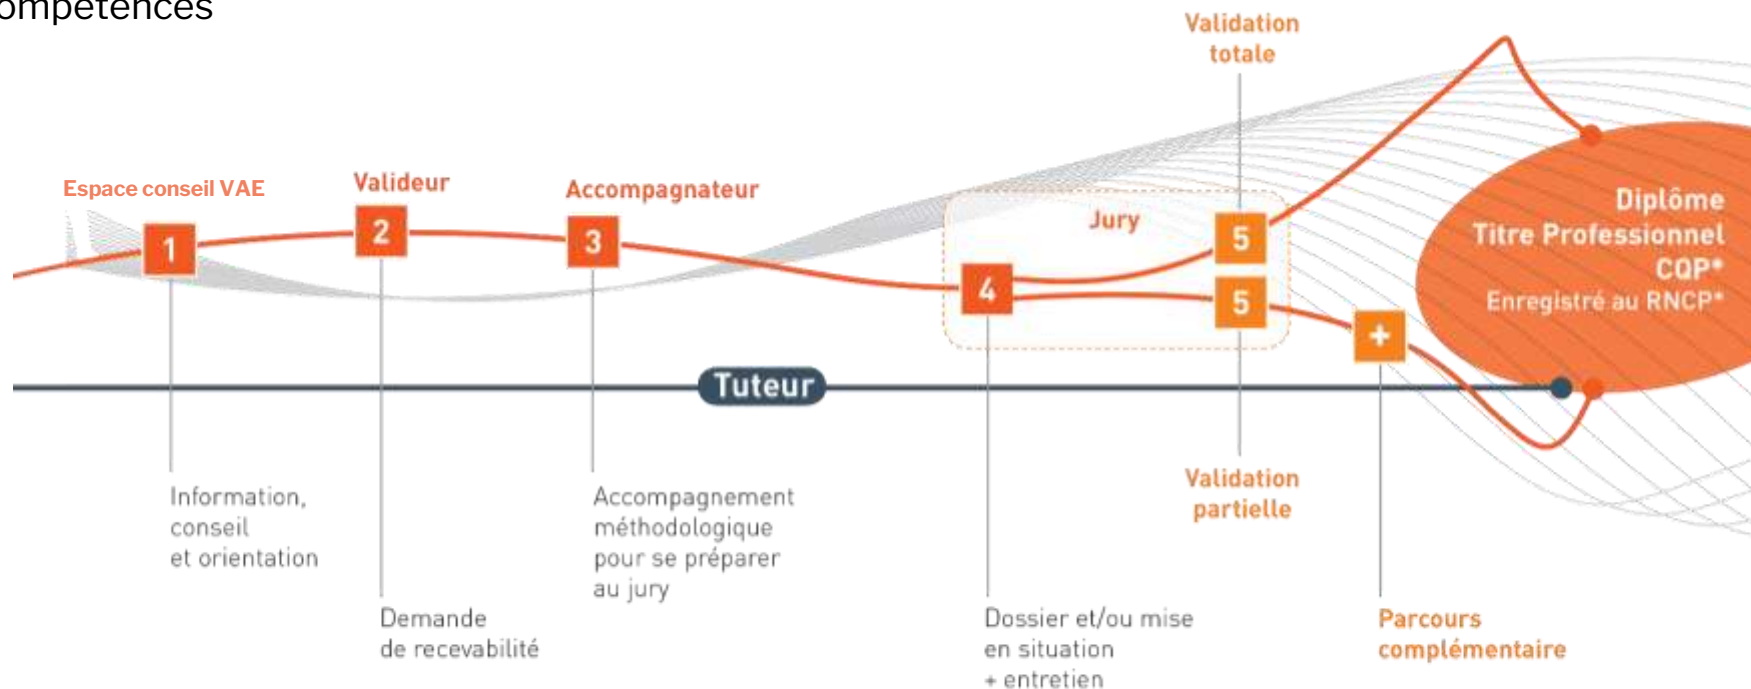 ompétences
Validation
totale
Espace conseil VAE
Valideur
Accompagnateur
Jury
1
2
3
4
5
5
+
Diplôme
Titre Professionnel
CQP*
Enregistré au RNCP*
Tuteur
Information,
conseil
et orientation
Demande
de recevabilité
Accompagnement
méthodologique
pour se préparer
au jury
Dossier et/ou mise
en situation
+ entretien
Validation
partielle
Parcours
complémentaire